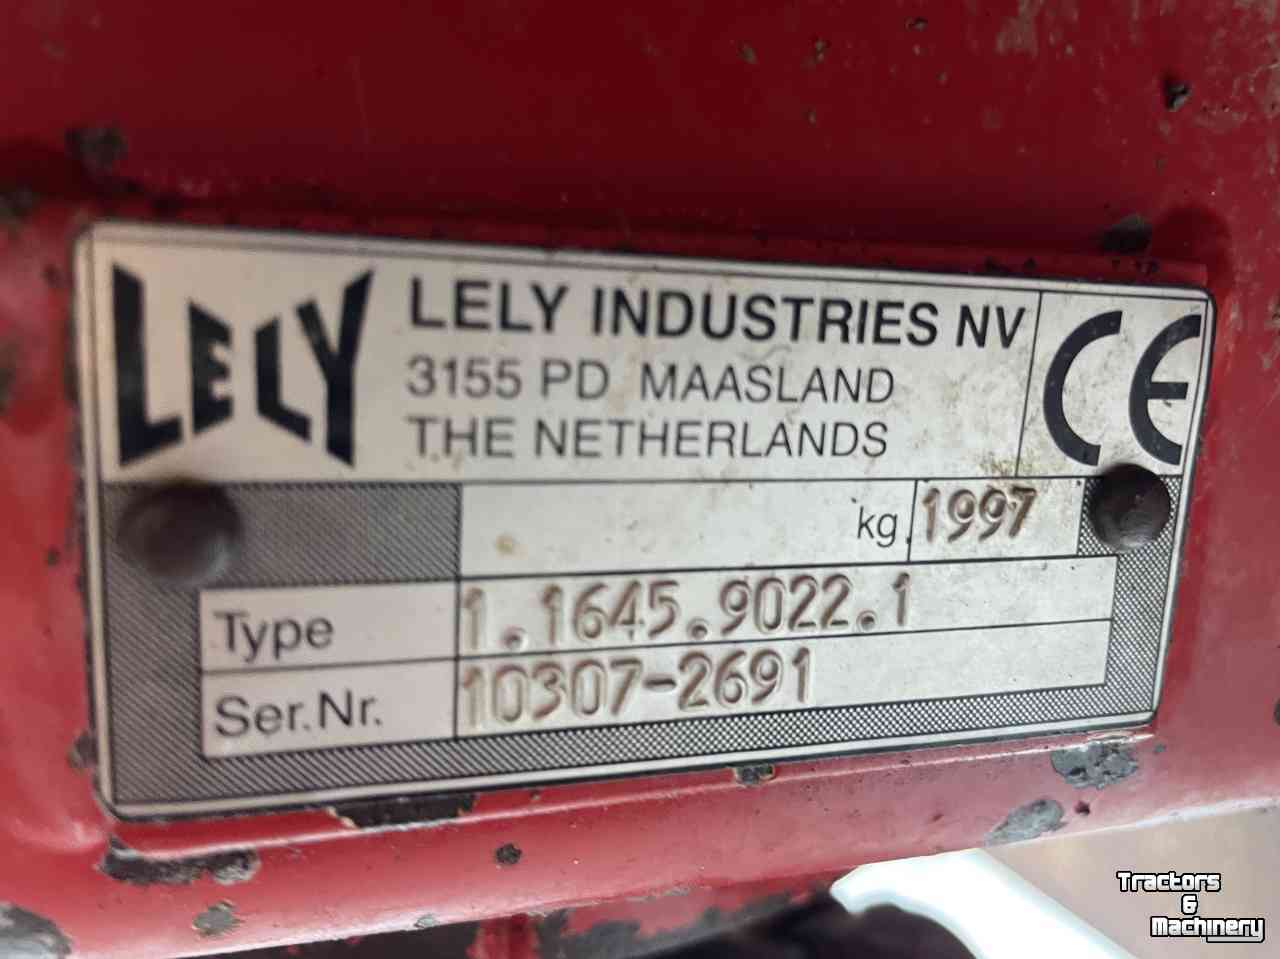 LELY
LELY INDUSTRIES NV
3155 PD MAASLAND
THE NETHERLANDS
CE
kg 1997
Type 1.1645.9022.1
Ser.Nr. 10307-2691
Tractors
&
Machinery